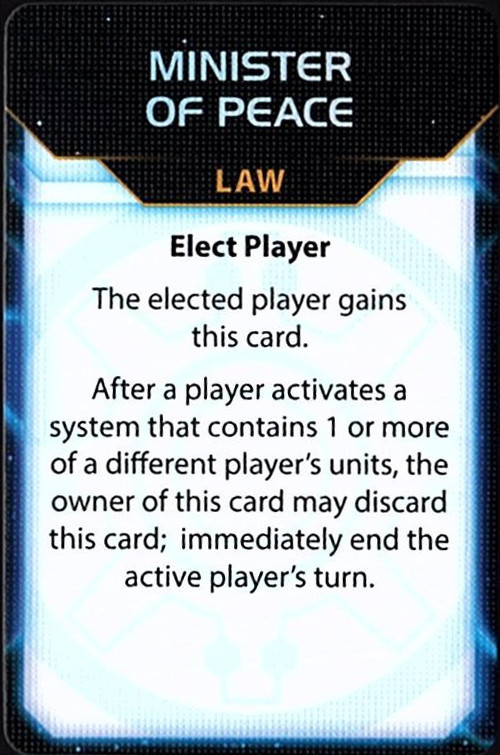 MINISTER
OF PEACE
LAW
Elect Player
The elected player gains
this card.
After a player activates a
system that contains 1 or more
of a different player's units, the
owner of this card may discard
this card; immediately end the
active player's turn.